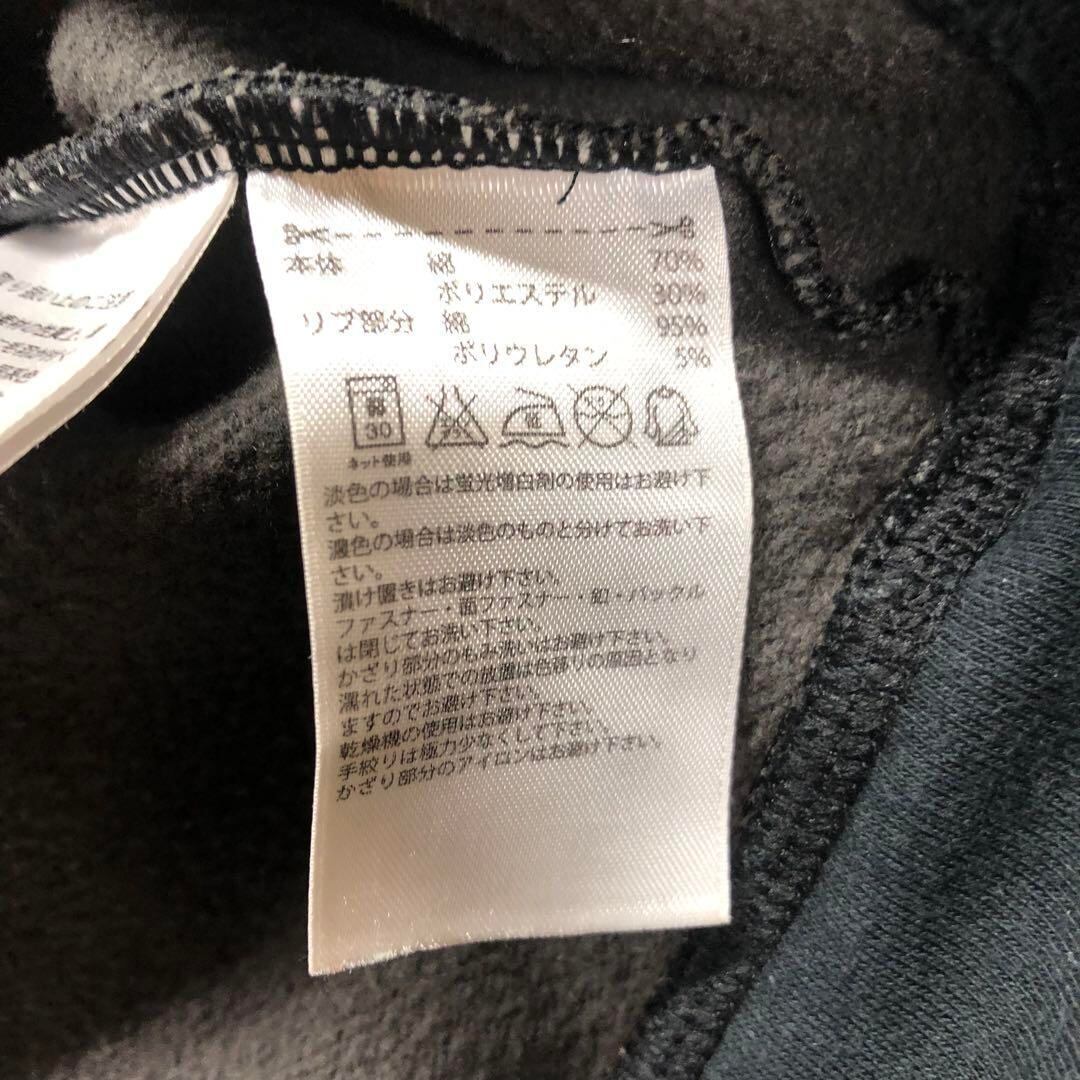 本体 綿 70%
ポリエステル 30%
リブ部分 綿 95%
ポリウレタン 5%
30
ネット使用
淡色の場合は蛍光増白剤の使用はお避け下
さい。
濃色の場合は淡色のものと分けてお洗い下
さい。
漬け置きはお避け下さい。
ファスナー・面ファスナー・釦・バックル
は閉じてお洗い下さい。
かざり部分のもみ洗いはお避け下さい。
濡れた状態での放置は色移りの原因となり
ますのでお避け下さい。
乾燥機の使用はお避け下さい。
手絞りは極力少なくして下さい。
かざり部分のアイロンはお避け下さい。